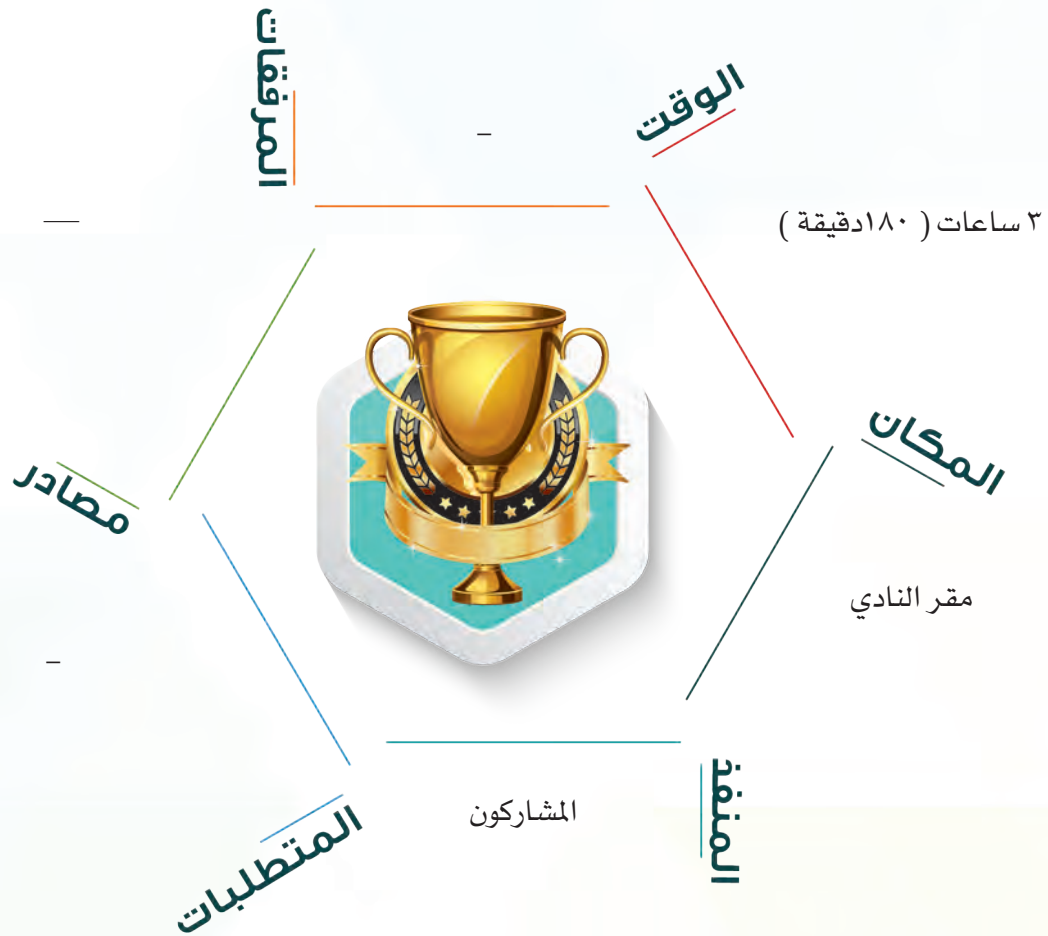 الوقت
٣ ساعات ( ١٨٠دقيقة )
المكان
مقر النادي
المنفذ
المشاركون
المتطلبات
–
مصادر
—
المرفقات
–